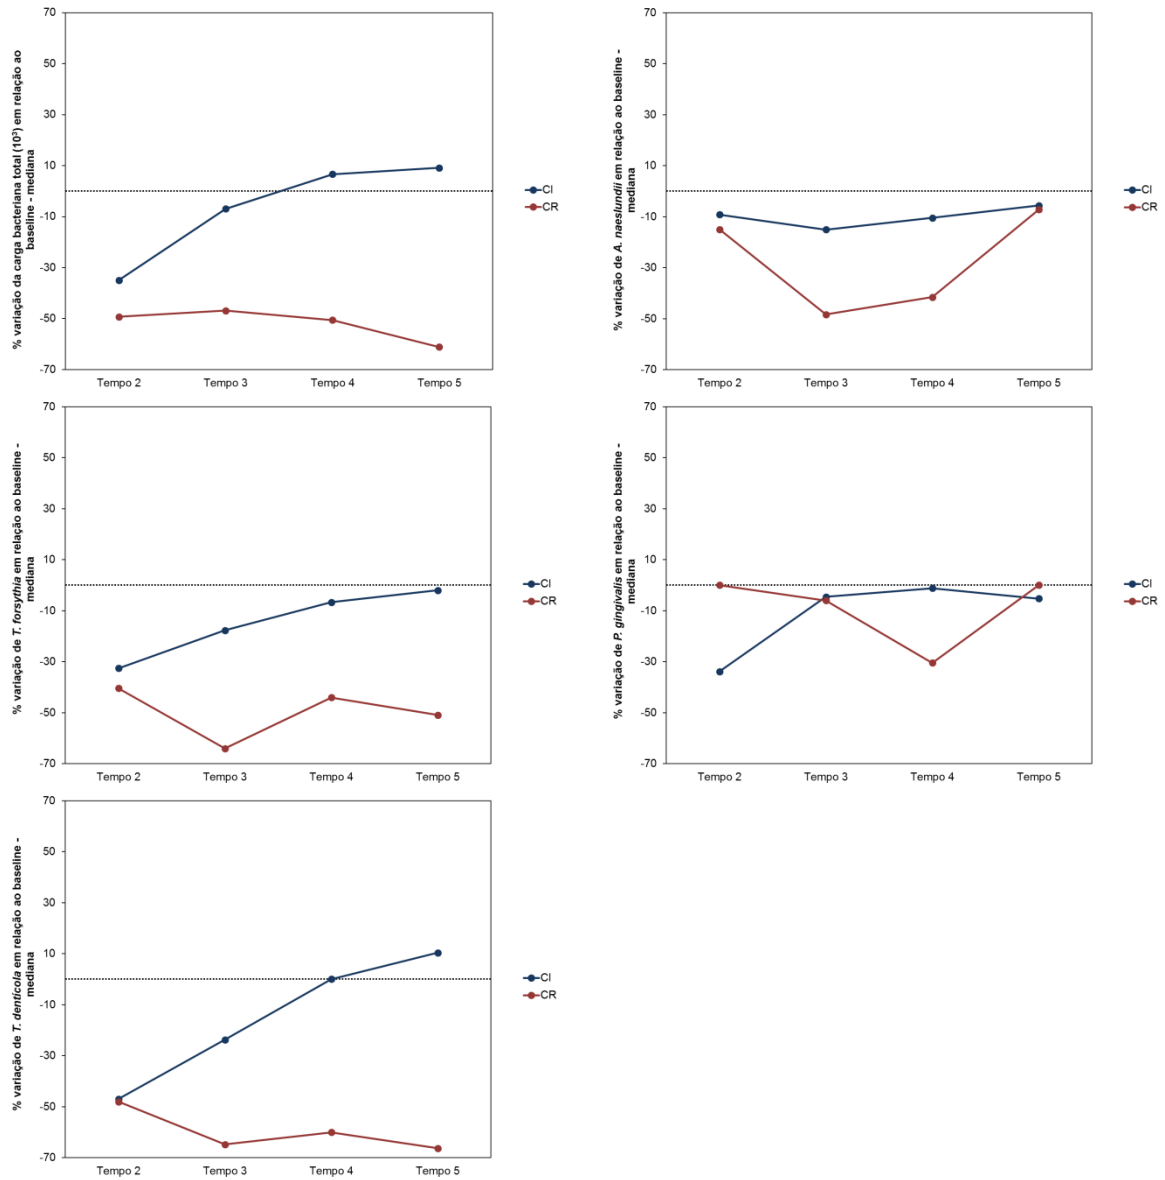 % variação da carga bacteriana total (10³) em relação ao
baseline - mediana
70
50
30
10
-10
-30
-50
-70
Tempo 2
Tempo 3
Tempo 4
Tempo 5
CI
CR
% variação de A. naeslundii em relação ao baseline -
mediana
70
50
30
10
-10
-30
-50
-70
Tempo 2
Tempo 3
Tempo 4
Tempo 5
CI
CR
% variação de T. forsythia em relação ao baseline -
mediana
70
50
30
10
-10
-30
-50
-70
Tempo 2
Tempo 3
Tempo 4
Tempo 5
CI
CR
% variação de P. gingivalis em relação ao baseline -
mediana
70
50
30
10
-10
-30
-50
-70
Tempo 2
Tempo 3
Tempo 4
Tempo 5
CI
CR
% variação de T. denticola em relação ao baseline -
mediana
70
50
30
10
-10
-30
-50
-70
Tempo 2
Tempo 3
Tempo 4
Tempo 5
CI
CR